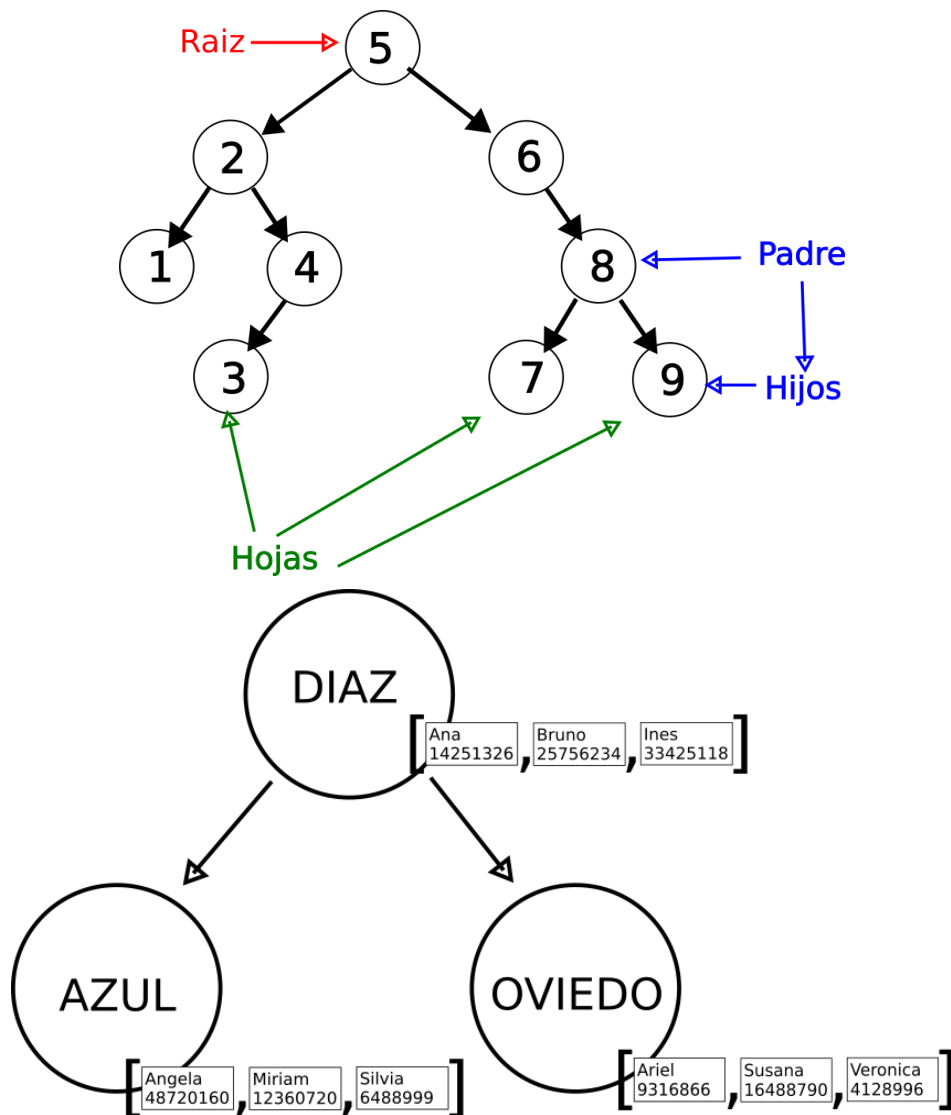 Raiz
5
2
6
1
4
8
Padre
3
7
9
Hijos
Hojas
DIAZ
[
Ana
14251326
,
Bruno
25756234
,
Ines
33425118
]
AZUL
[
Angela
48720160
,
Miriam
12360720
,
Silvia
6488999
]
OVIEDO
[
Ariel
9316866
,
Susana
16488790
,
Veronica
4128996
]